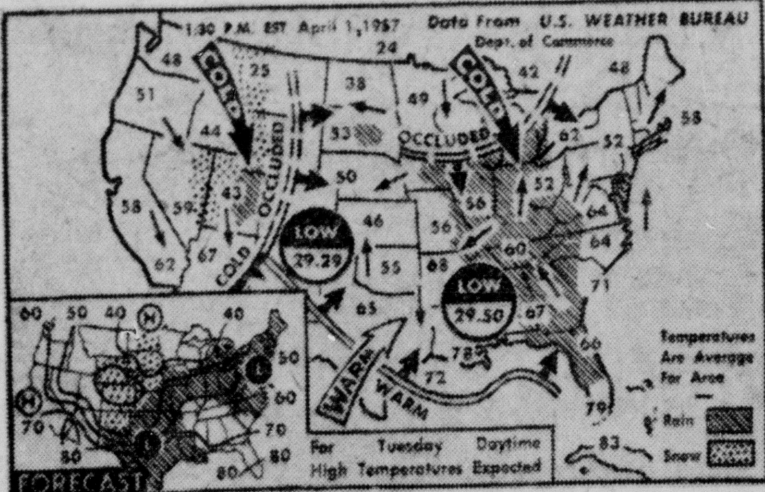 1:30 P.M. EST April 1, 1957 Data From U.S. WEATHER BUREAU
Dept. of Commerce
48 24 42 48
51 25 38 49 58
COLD COLD
44 53 OCCLUDED 62 52
OCCLUDED
43 50 52
58 59 46 56 56 64
62 67 COLD LOW 55 68 60 64
29.29 LOW 71
65 29.50 67
66
78
72
WARM WARM
79
83
Temperatures
Are Average
For Area
Rain
Snow
60 50 40 H 40
50
H L
60
70 70
80 L 80
80
FORECAST
For Tuesday Daytime
High Temperatures Expected